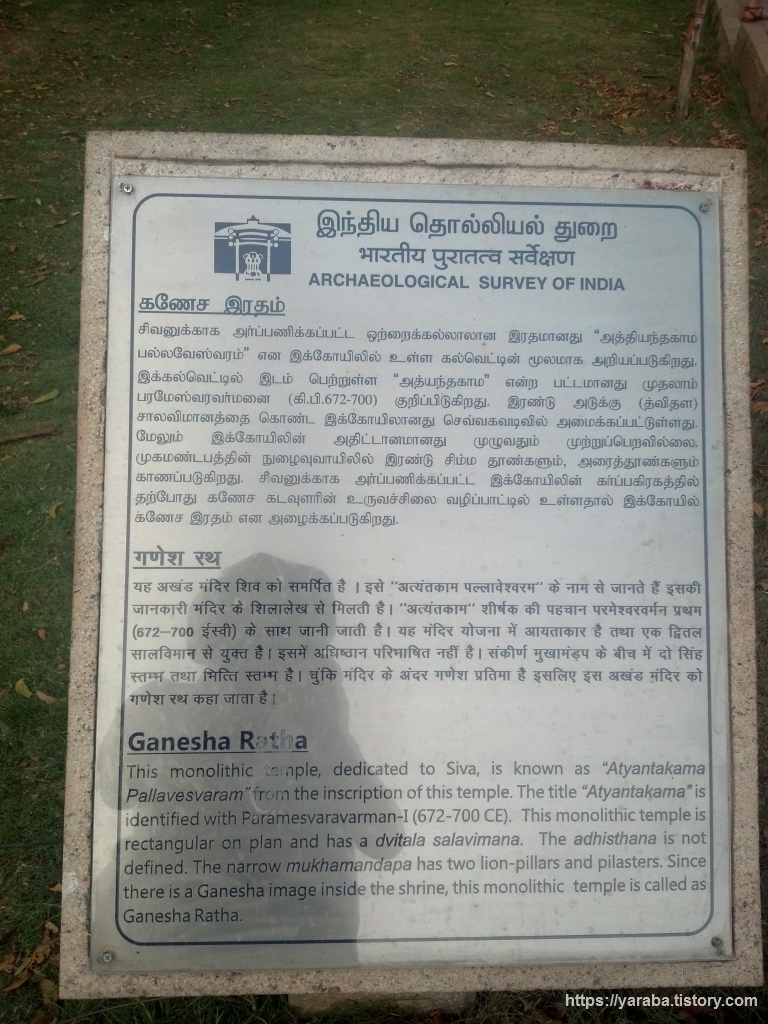 இந்திய தொல்லியல் துறை
भारतीय पुरातत्व सर्वेक्षण
ARCHAEOLOGICAL SURVEY OF INDIA
கணேச இரதம்
சிவனுக்காக அர்ப்பணிக்கப்பட்ட ஒற்றைக்கல்லாலான இரதமானது “அத்தியந்தகாம
பல்லவேஸ்வரம்” என இக்கோயிலில் உள்ள கல்வெட்டின் மூலமாக அறியப்படுகிறது.
இக்கல்வெட்டில் இடம் பெற்றுள்ள “அத்யந்தகாம” என்ற பட்டமானது முதலாம்
பரமேஸ்வரவர்மனை (கி.பி.672-700) குறிப்பிடுகிறது. இரண்டு அடுக்கு (த்விதள)
சாலவிமானத்தை கொண்ட இக்கோயிலானது செவ்வகவடிவில் அமைக்கப்பட்டுள்ளது.
மேலும் இக்கோயிலின் அதிட்டானமானது முழுவதும் முற்றுப்பெறவில்லை.
முகமண்டபத்தின் நுழைவுவாயிலில் இரண்டு சிம்ம தூண்களும், அரைத்தூண்களும்
காணப்படுகிறது. சிவனுக்காக அர்ப்பணிக்கப்பட்ட இக்கோயிலின் கர்ப்பகிரகத்தில்
தற்போது கணேச கடவுளரின் உருவச்சிலை வழிப்பாட்டில் உள்ளதால் இக்கோயில்
கணேச இரதம் என அழைக்கப்படுகிறது.
गणेश रथ
यह अखंड मंदिर शिव को समर्पित है । इसे “अत्यंतकाम पल्लावेश्वरम” के नाम से जानते हैं इसकी
जानकारी मंदिर के शिलालेख से मिलती है। “अत्यंतकाम” शीर्षक की पहचान परमेश्वरवर्मन प्रथम
(672–700 ईस्वी) के साथ जानी जाती है। यह मंदिर योजना में आयताकार है तथा एक द्वितल
सालविमान से युक्त है। इसमें अधिष्ठान परिभाषित नहीं है। संकीर्ण मुखामंड़प के बीच में दो सिंह
स्तम्भ तथा भित्ति स्तम्भ है। चुंकि मंदिर के अंदर गणेश प्रतिमा है इसलिए इस अखंड मंदिर को
गणेश रथ कहा जाता है।
Ganesha Ratha
This monolithic temple, dedicated to Siva, is known as “Atyantakama
Pallavesvaram” from the inscription of this temple. The title “Atyantakama” is
identified with Paramesvaravarman-I (672-700 CE). This monolithic temple is
rectangular on plan and has a dvitala salavimana. The adhisthana is not
defined. The narrow mukhamandapa has two lion-pillars and pilasters. Since
there is a Ganesha image inside the shrine, this monolithic temple is called as
Ganesha Ratha.
https://yaraba.tistory.com